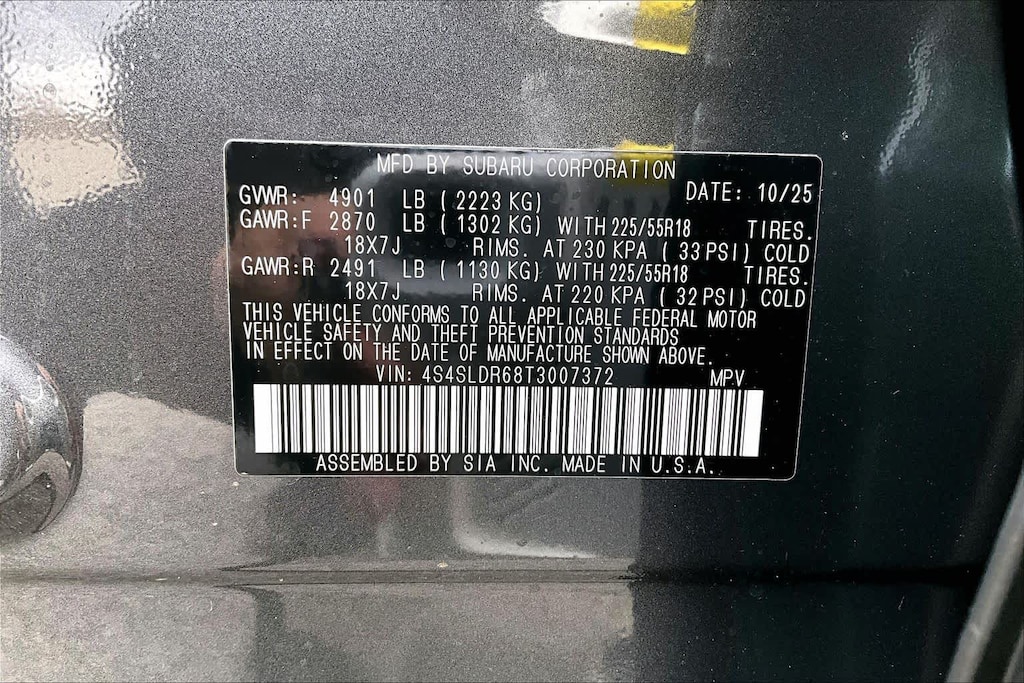 MFD BY SUBARU CORPORATION
GVWR: 4901 LB (2223 KG) DATE: 10/25
GAWR:F 2870 LB (1302 KG) WITH 225/55R18 TIRES.
18X7J RIMS. AT 230 KPA (33 PSI) COLD
GAWR:R 2491 LB (1130 KG) WITH 225/55R18 TIRES.
18X7J RIMS. AT 220 KPA (32 PSI) COLD
THIS VEHICLE CONFORMS TO ALL APPLICABLE FEDERAL MOTOR
VEHICLE SAFETY AND THEFT PREVENTION STANDARDS
IN EFFECT ON THE DATE OF MANUFACTURE SHOWN ABOVE.
VIN: 4S4SLDR68T3007372 MPV
ASSEMBLED BY SIA INC. MADE IN U.S.A.